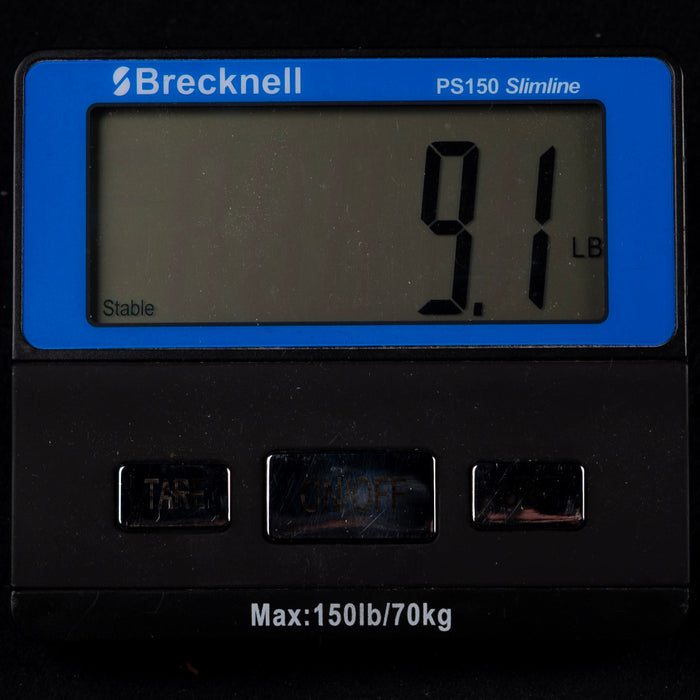 Brecknell PS150 Slimline
9.1 LB
Stable
TARE ON/OFF
Max:150lb/70kg